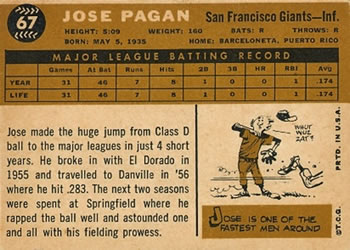 67
JOSE PAGAN
San Francisco Giants—Inf.
HEIGHT: 5:09 WEIGHT: 160 BATS: R THROWS: R
BORN: MAY 5, 1935 HOME: BARCELONETA, PUERTO RICO
MAJOR LEAGUE BATTING RECORD
Games At Bat Runs Hits 2B 3B HR RBI Avg.
YEAR 31 46 7 8 1 0 0 1 .174
LIFE 31 46 7 8 1 0 0 1 .174
Jose made the huge jump from Class D
ball to the major leagues in just 4 short
years. He broke in with El Dorado in
1955 and travelled to Danville in '56
where he hit .283. The next two seasons
were spent at Springfield where he
rapped the ball well and astounded one
and all with his fielding prowess.
WHUT
WUZ
ZAT?
JOSE IS ONE OF THE
FASTEST MEN AROUND
©T.C.G. PRTD. IN U.S.A.